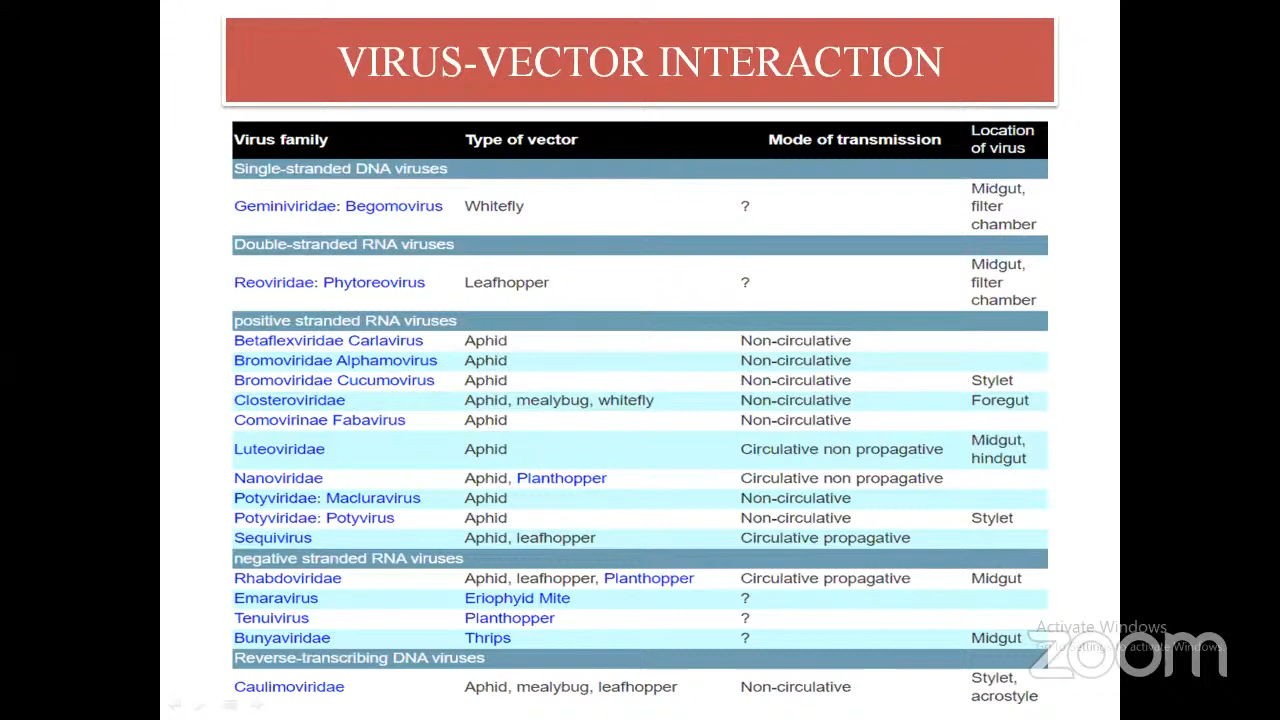 VIRUS-VECTOR INTERACTION
Virus family Type of vector Mode of transmission Location of virus
Single-stranded DNA viruses
Geminiviridae: Begomovirus Whitefly ? Midgut, filter chamber
Double-stranded RNA viruses
Reoviridae: Phytoreovirus Leafhopper ? Midgut, filter chamber
positive stranded RNA viruses
Betaflexviridae Carlavirus Aphid Non-circulative
Bromoviridae Alphamovirus Aphid Non-circulative
Bromoviridae Cucumovirus Aphid Non-circulative Stylet
Closteroviridae Aphid, mealybug, whitefly Non-circulative Foregut
Comovirinae Fabavirus Aphid Non-circulative
Luteoviridae Aphid Circulative non propagative Midgut, hindgut
Nanoviridae Aphid, Planthopper Circulative non propagative
Potyviridae: Macluravirus Aphid Non-circulative
Potyviridae: Potyvirus Aphid Non-circulative Stylet
Sequivirus Aphid, leafhopper Circulative propagative
negative stranded RNA viruses
Rhabdoviridae Aphid, leafhopper, Planthopper Circulative propagative Midgut
Emaravirus Eriophyid Mite ?
Tenuivirus Planthopper ?
Bunyaviridae Thrips ? Midgut
Reverse-transcribing DNA viruses
Caulimoviridae Aphid, mealybug, leafhopper Non-circulative Stylet, acrostyle
Activate Windows
Go to Settings to activate Windows.
zoom